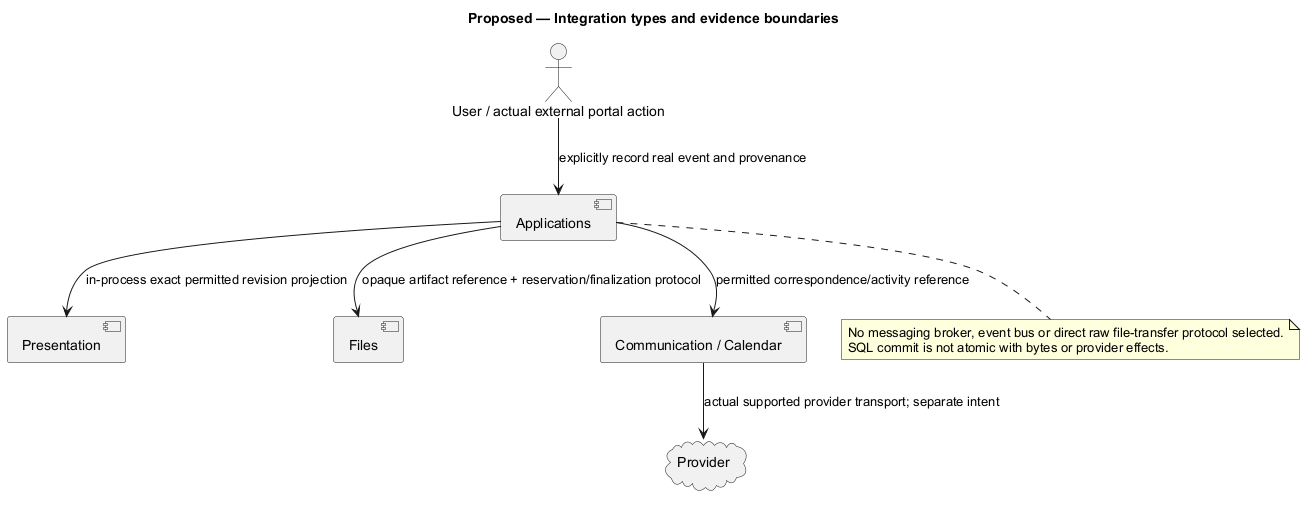 Proposed — Integration types and evidence boundaries
User / actual external portal action
explicitly record real event and provenance
Applications
in-process exact permitted revision projection
opaque artifact reference + reservation/finalization protocol
permitted correspondence/activity reference
Presentation
Files
Communication / Calendar
No messaging broker, event bus or direct raw file-transfer protocol selected.
SQL commit is not atomic with bytes or provider effects.
actual supported provider transport; separate intent
Provider